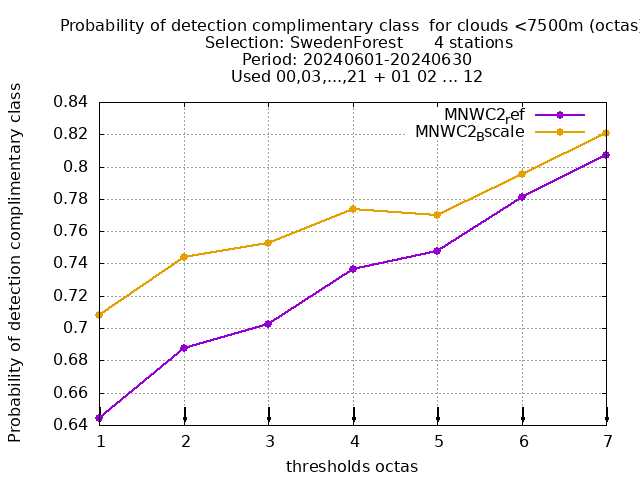 Probability of detection complimentary class  for clouds <7500m (octas)
Selection: SwedenForest      4 stations
Period: 20240601-20240630
Used 00,03,...,21 + 01 02 ... 12
Probability of detection complimentary class
0.84
0.82
0.8
0.78
0.76
0.74
0.72
0.7
0.68
0.66
0.64
MNWC2ref
MNWC2Bscale
1 2 3 4 5 6 7
thresholds octas